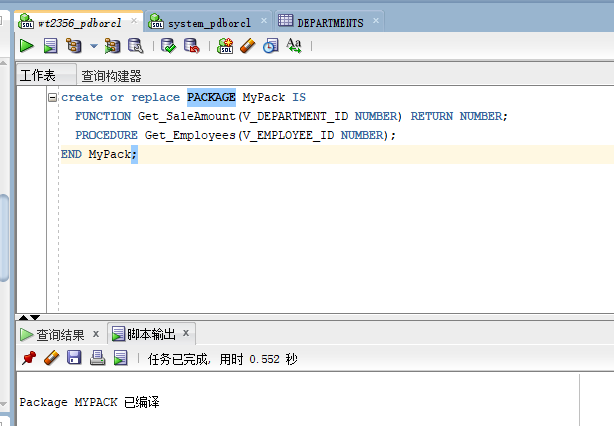 wt2356_pdborcl
system_pdborcl
DEPARTMENTS
工作表 查询构建器
create or replace PACKAGE MyPack IS
FUNCTION Get_SaleAmount(V_DEPARTMENT_ID NUMBER) RETURN NUMBER;
PROCEDURE Get_Employees(V_EMPLOYEE_ID NUMBER);
END MyPack;
查询结果 x 脚本输出 x
任务已完成, 用时 0.552 秒
Package MYPACK 已编译